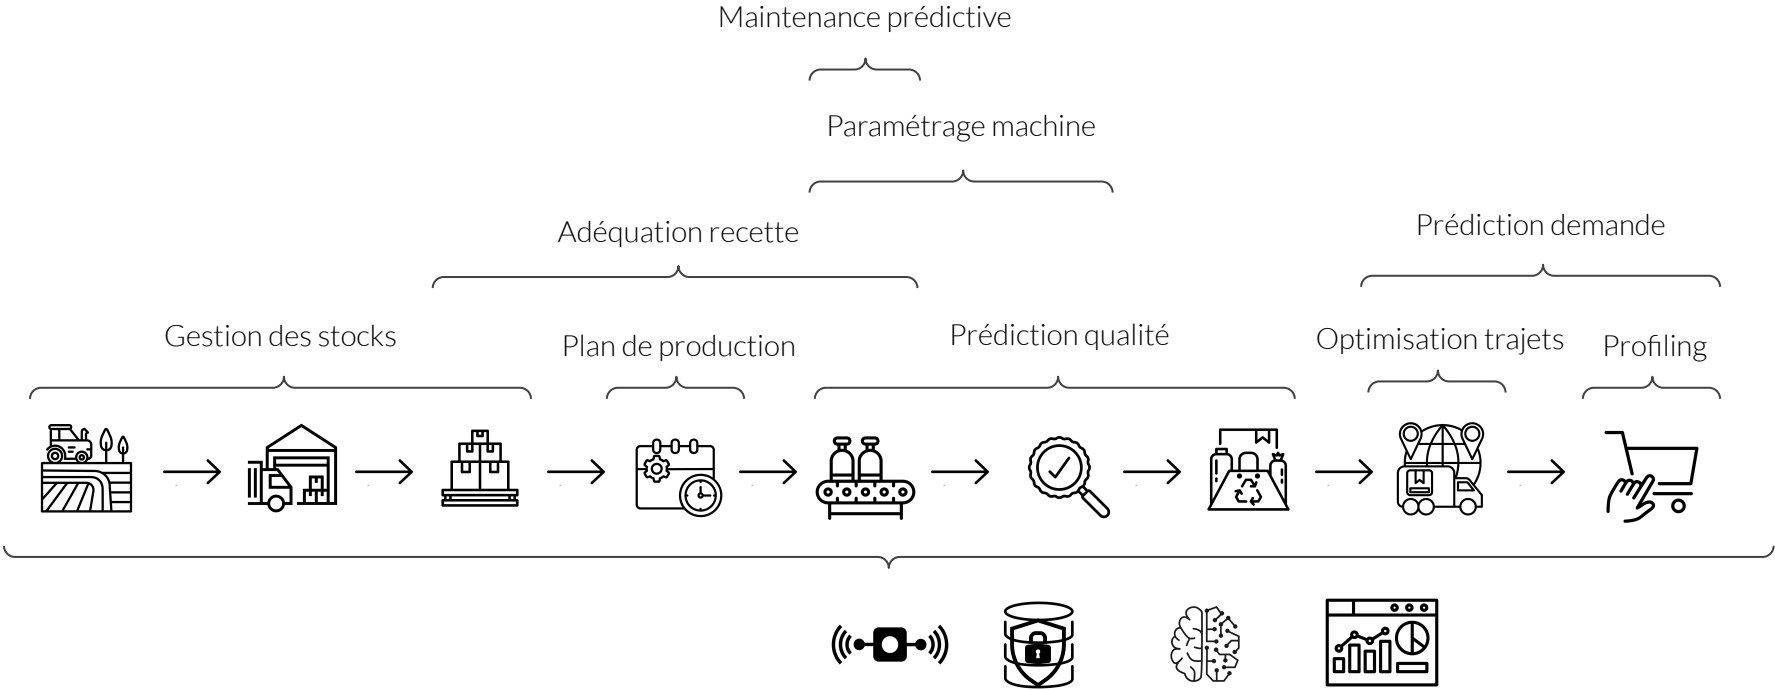 Maintenance prédictive
Paramétrage machine
Adéquation recette
Prédiction demande
Gestion des stocks
Plan de production
Prédiction qualité
Optimisation trajets
Profiling